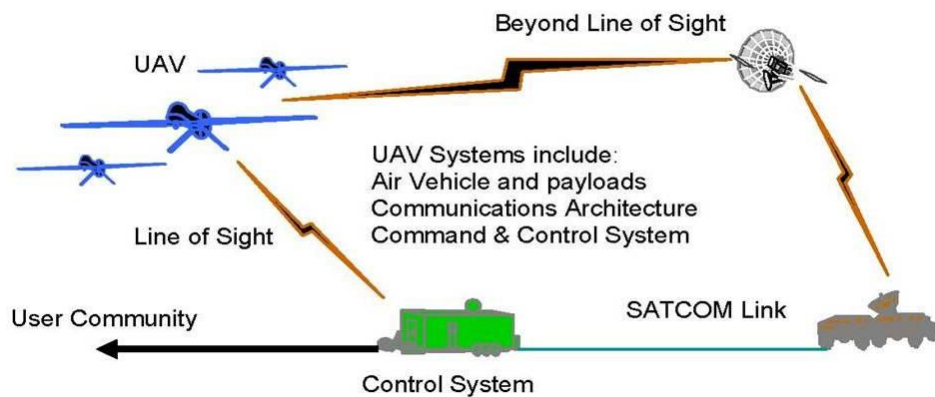 Beyond Line of Sight
UAV
UAV Systems include:
Air Vehicle and payloads
Communications Architecture
Command & Control System
Line of Sight
User Community
SATCOM Link
Control System